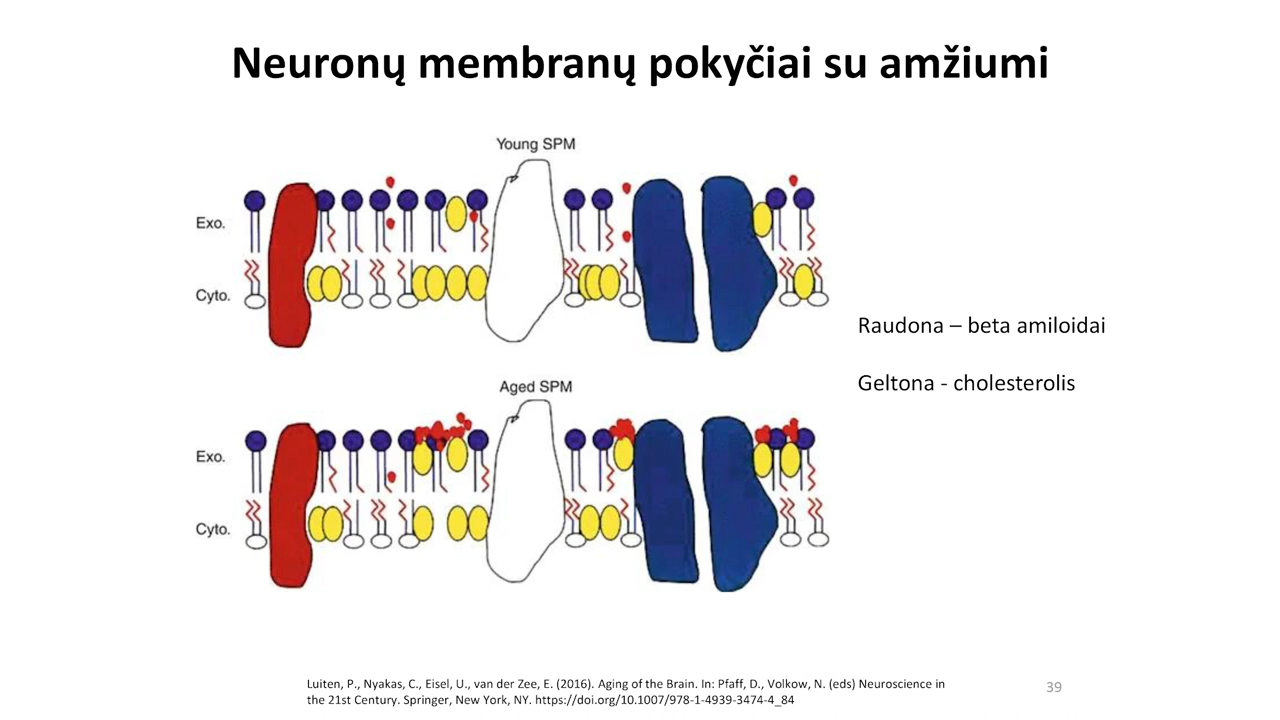 Neuronų membranų pokyčiai su amžiumi
Young SPM
Exo.
Cyto.
Raudona – beta amiloidai
Geltona - cholesterolis
Aged SPM
Exo.
Cyto.
Luiten, P., Nyakas, C., Eisel, U., van der Zee, E. (2016). Aging of the Brain. In: Pfaff, D., Volkow, N. (eds) Neuroscience in
the 21st Century. Springer, New York, NY. https://doi.org/10.1007/978-1-4939-3474-4_84
39